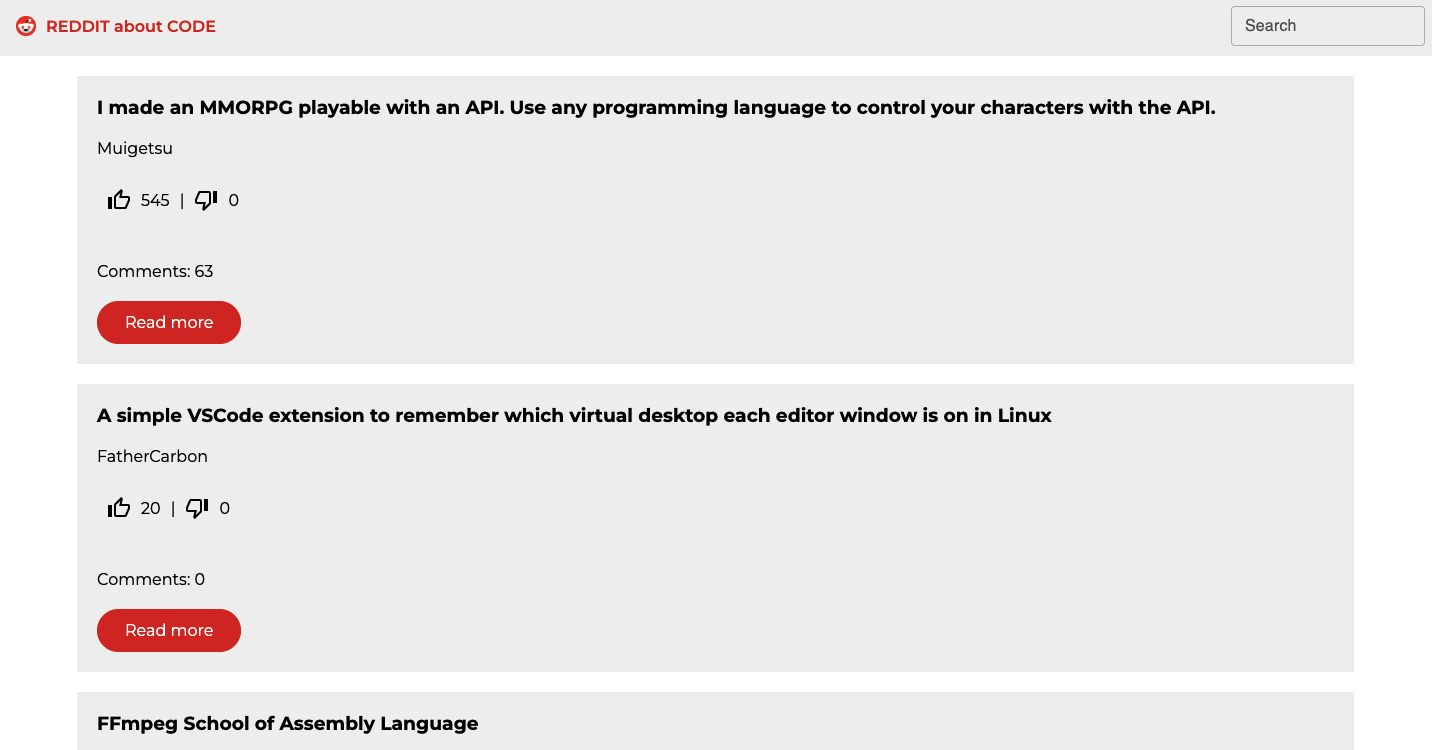 REDDIT about CODE
Search
I made an MMORPG playable with an API. Use any programming language to control your characters with the API.
Muigetsu
545 | 0
Comments: 63
Read more
A simple VSCode extension to remember which virtual desktop each editor window is on in Linux
FatherCarbon
20 | 0
Comments: 0
Read more
FFmpeg School of Assembly Language